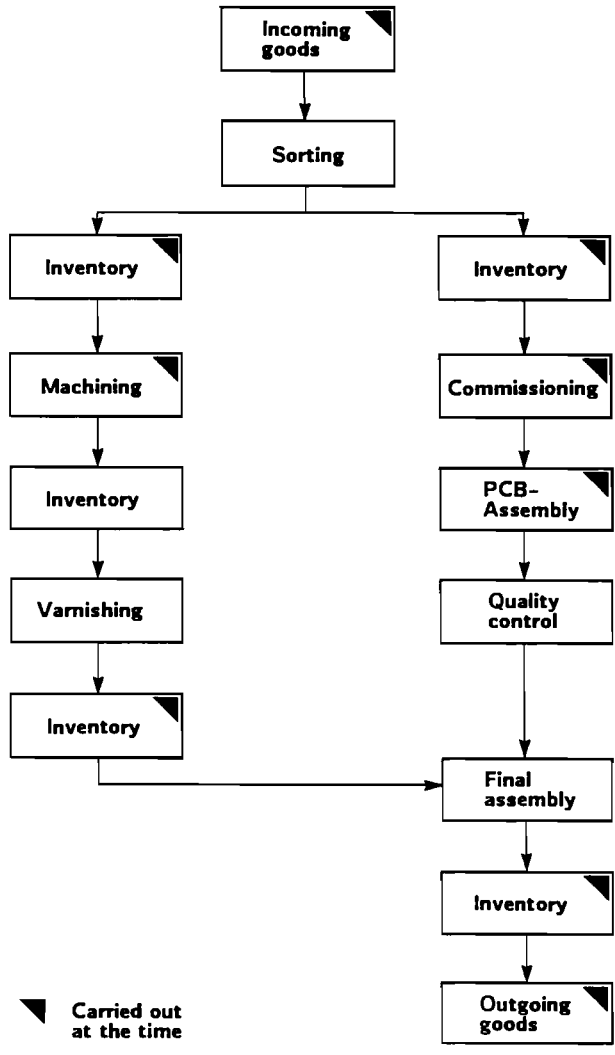 Incoming
goods
Sorting
Inventory
Inventory
Machining
Commissioning
Inventory
PCB-
Assembly
Varnishing
Quality
control
Inventory
Final
assembly
Inventory
Outgoing
goods
Carried out
at the time